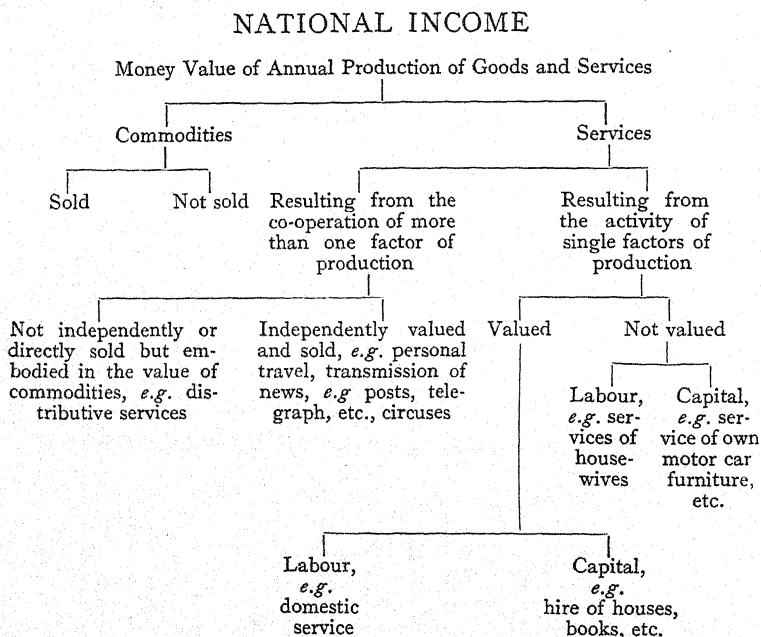 NATIONAL INCOME
Money Value of Annual Production of Goods and Services
Commodities
Services
Sold
Not sold
Resulting from the
co-operation of more
than one factor of
production
Resulting from
the activity of
single factors of
production
Not independently or
directly sold but em-
bodied in the value of
commodities, e.g. dis-
tributive services
Independently valued
and sold, e.g. personal
travel, transmission of
news, e.g posts, tele-
graph, etc., circuses
Valued
Not valued
Labour,
e.g. ser-
vices of
house-
wives
Capital,
e.g. ser-
vice of own
motor car
furniture,
etc.
Labour,
e.g.
domestic
service
Capital,
e.g.
hire of houses,
books, etc.